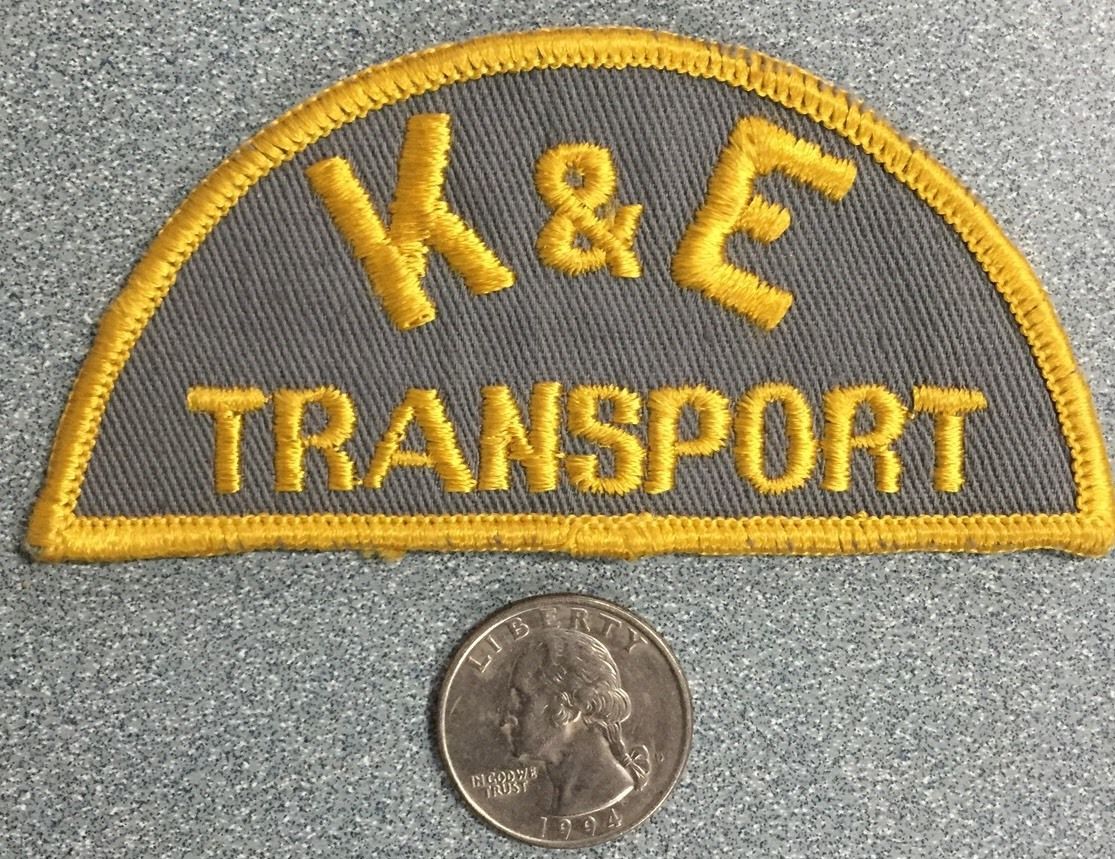 K & E
TRANSPORT
LIBERTY
IN GOD WE
TRUST
D
1994